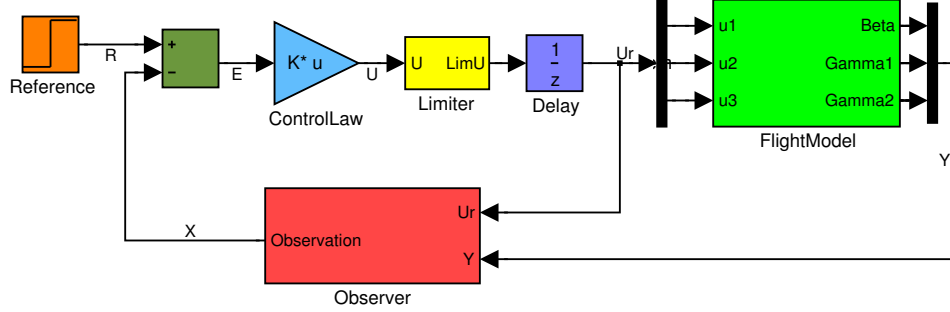 Reference
R
+
−
E
K* u
ControlLaw
U
U
LimU
Limiter
1
z
Delay
Ur
u1
u2
u3
Beta
Gamma1
Gamma2
FlightModel
Y
X
Observation
Ur
Y
Observer